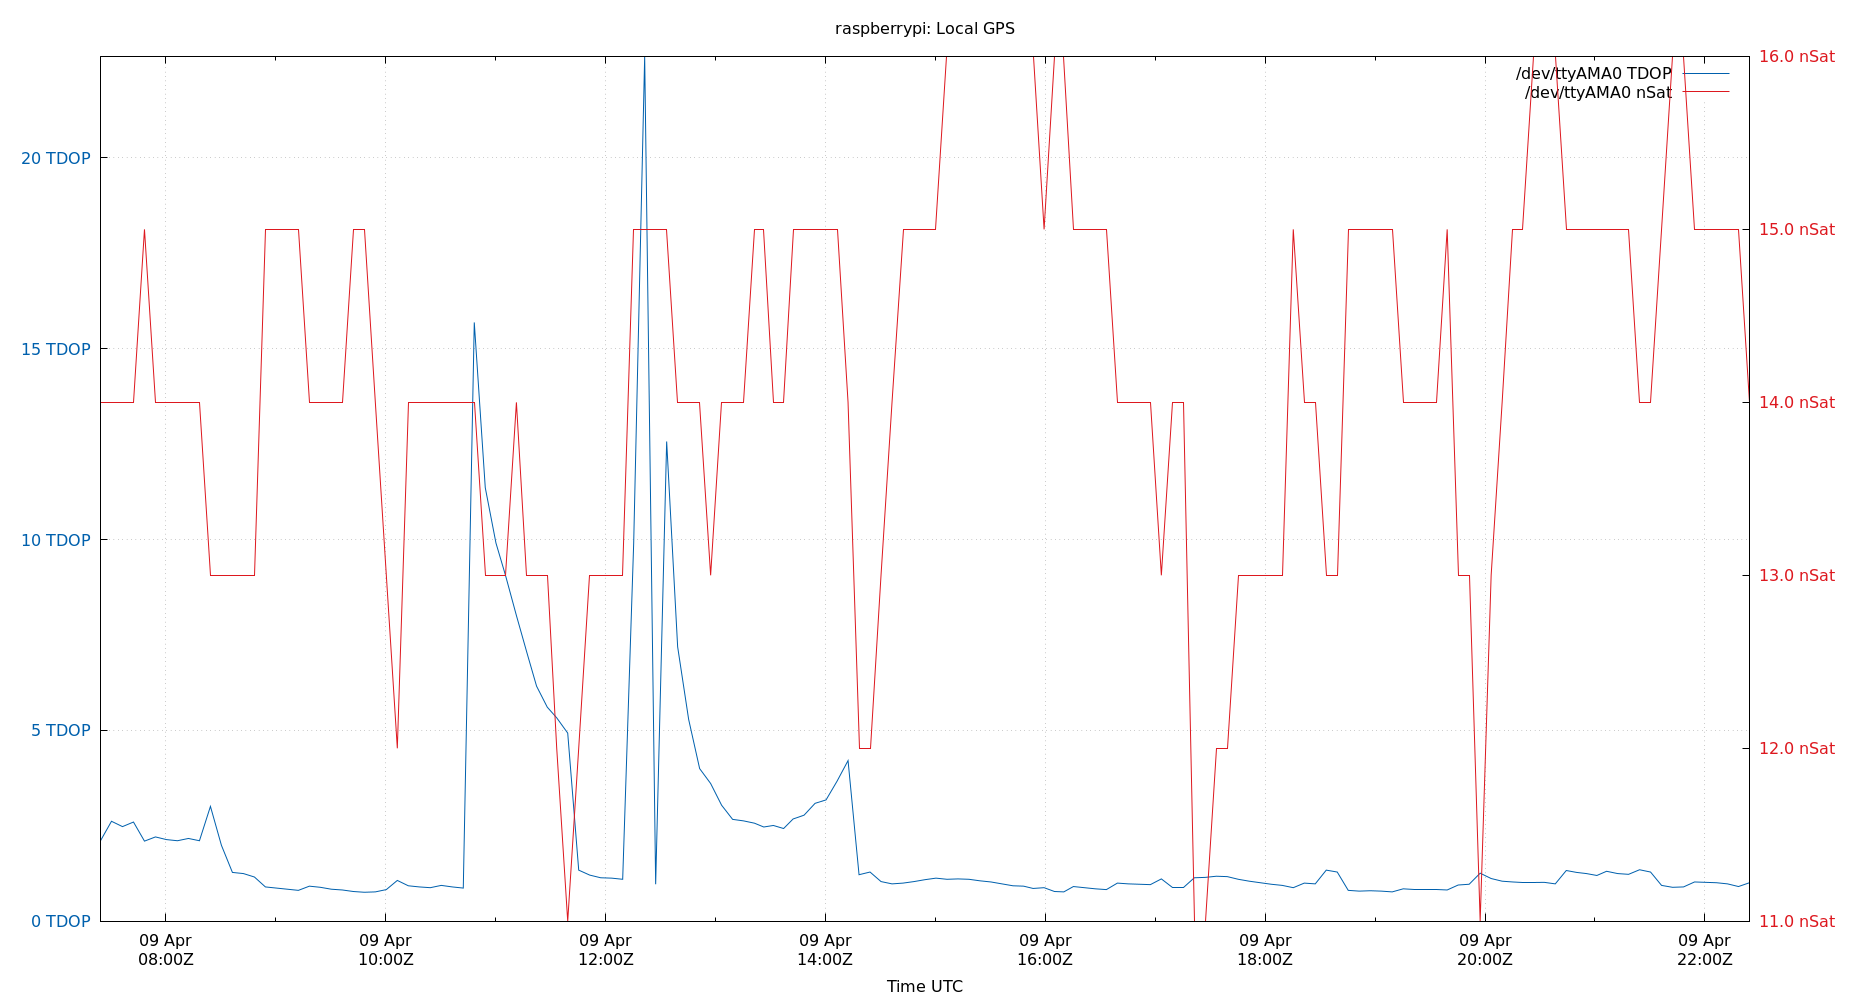 raspberrypi: Local GPS
16.0 nSat
/dev/ttyAMA0 TDOP
/dev/ttyAMA0 nSat
20 TDOP
15.0 nSat
15 TDOP
14.0 nSat
10 TDOP
13.0 nSat
5 TDOP
12.0 nSat
0 TDOP
11.0 nSat
09 Apr 09 Apr 09 Apr 09 Apr 09 Apr 09 Apr 09 Apr 09 Apr
08:00Z 10:00Z 12:00Z 14:00Z 16:00Z 18:00Z 20:00Z 22:00Z
Time UTC